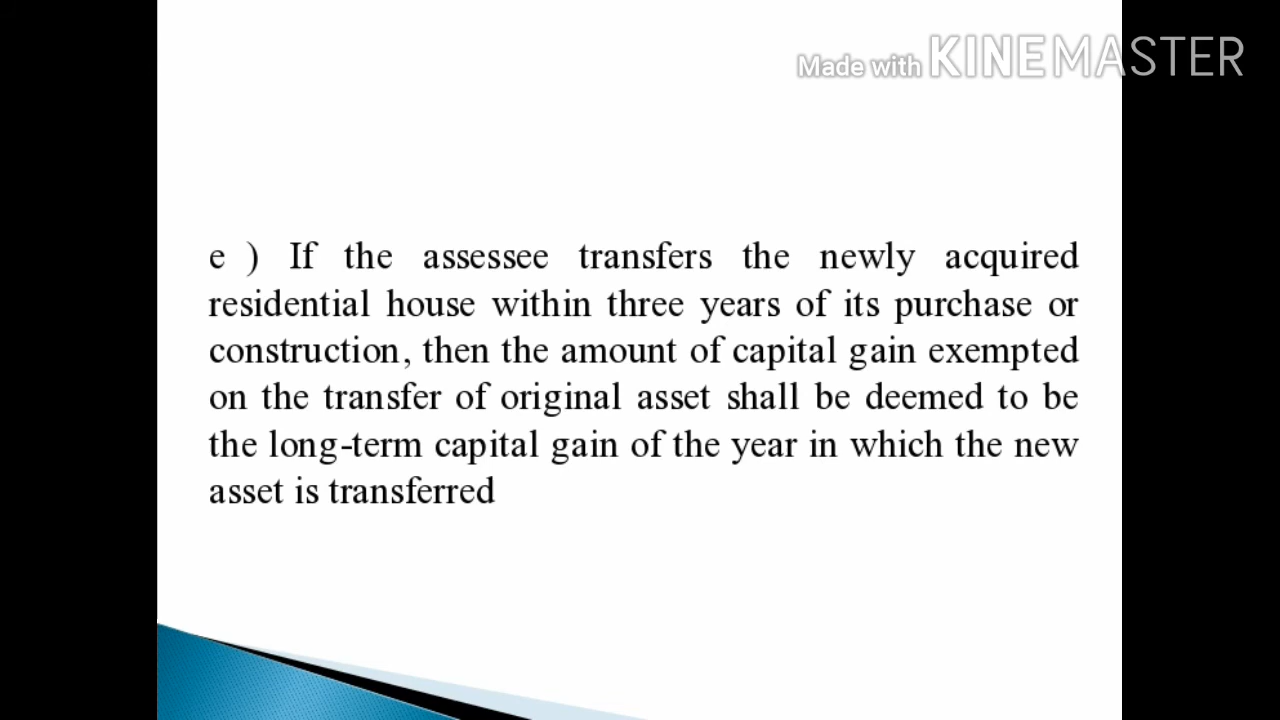 Made with KINEMASTER
e ) If the assessee transfers the newly acquired
residential house within three years of its purchase or
construction, then the amount of capital gain exempted
on the transfer of original asset shall be deemed to be
the long-term capital gain of the year in which the new
asset is transferred